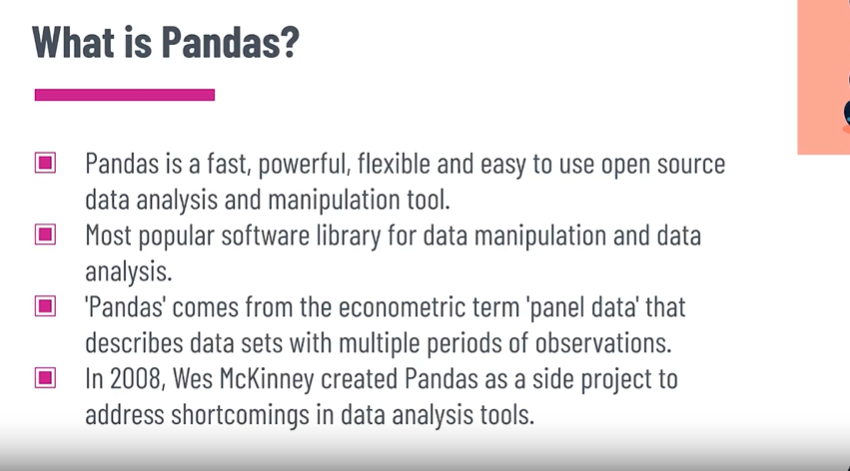 What is Pandas?
Pandas is a fast, powerful, flexible and easy to use open source
data analysis and manipulation tool.
Most popular software library for data manipulation and data
analysis.
'Pandas' comes from the econometric term 'panel data' that
describes data sets with multiple periods of observations.
In 2008, Wes McKinney created Pandas as a side project to
address shortcomings in data analysis tools.